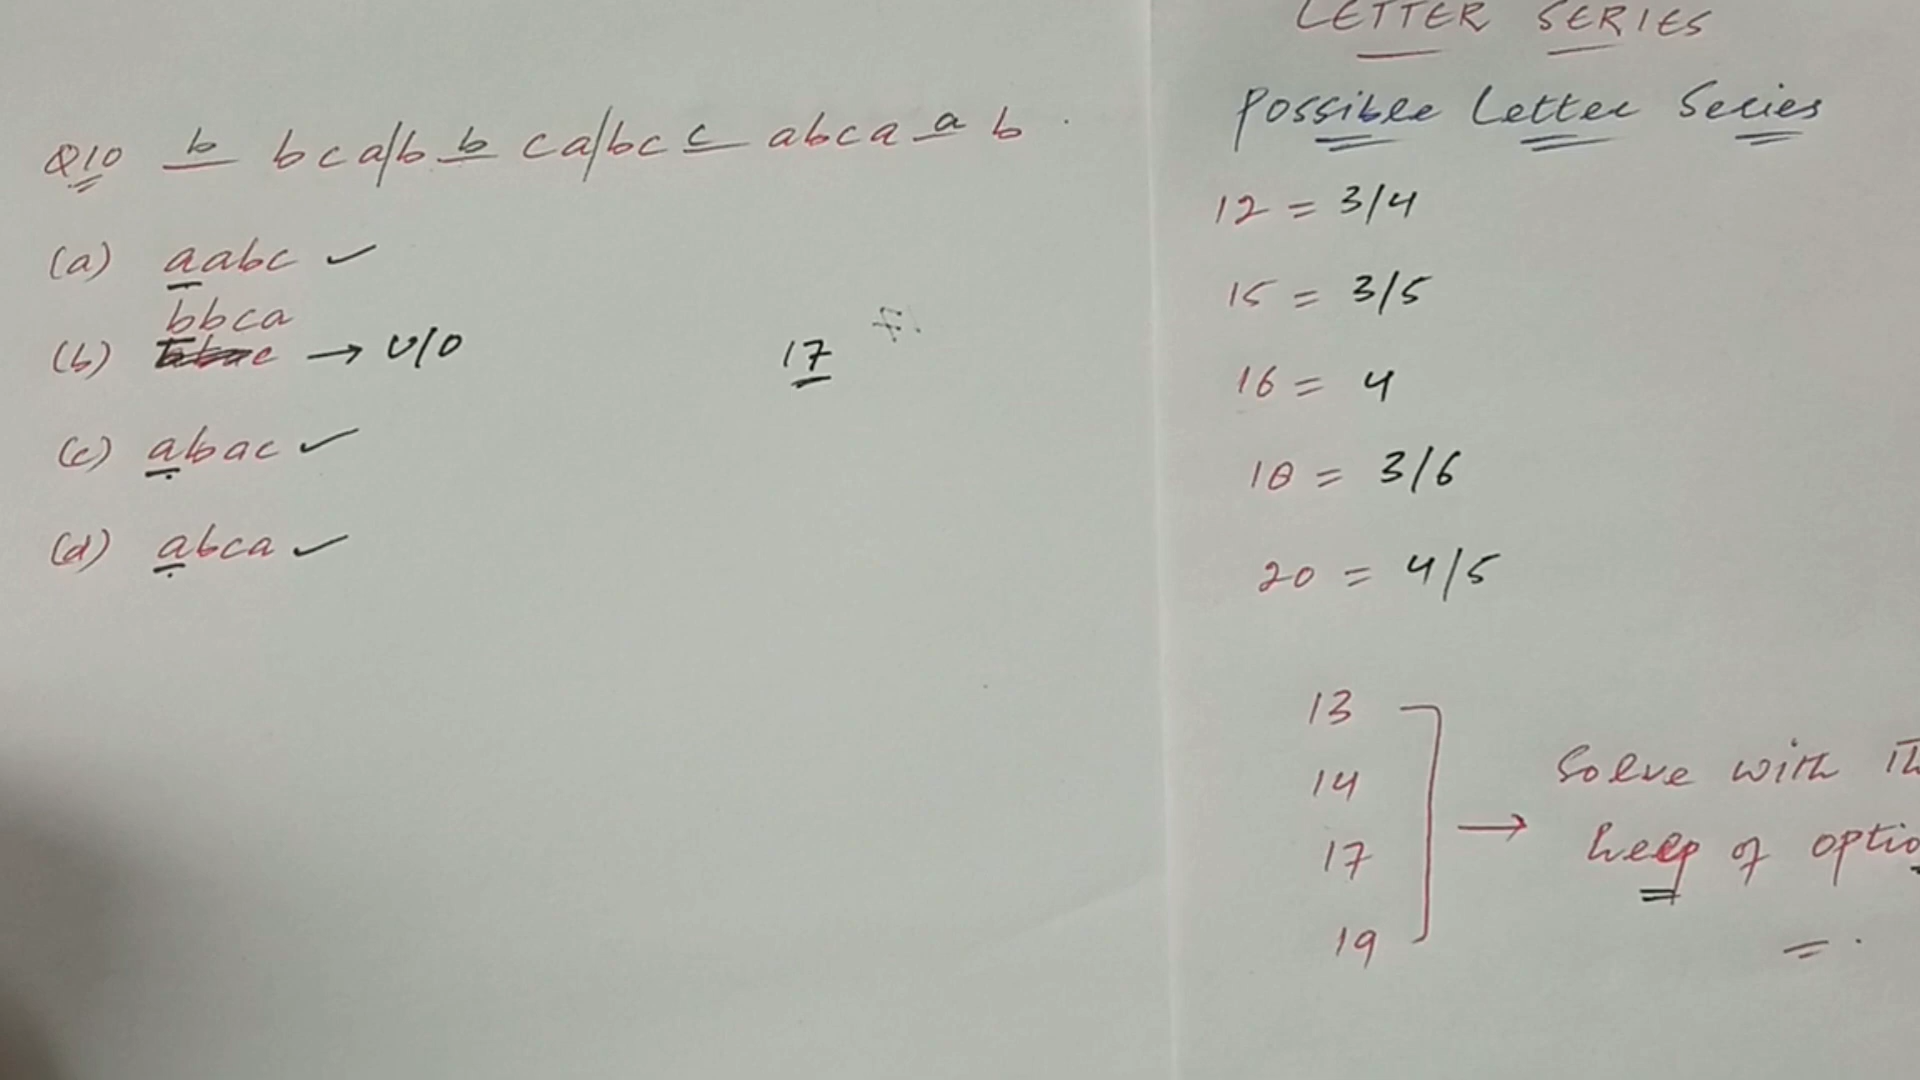 Q10 b bca/b b ca/bc c abca a b .
(a) aabc ✓
bbca
(b) → U/O
17
(c) abac ✓
(d) abca ✓
LETTER SERIES
Possible Letter Series
12 = 3/4
15 = 3/5
16 = 4
18 = 3/6
20 = 4/5
13
14
17
19
→ Solve with Th
help of optio